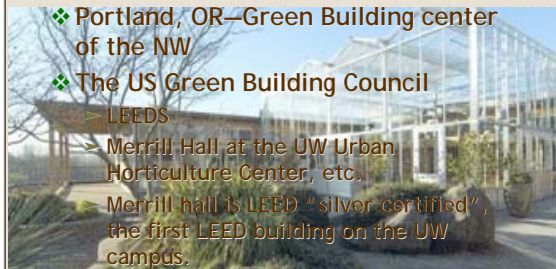 Portland, OR—Green Building center
of the NW
The US Green Building Council
LEEDS
Merrill Hall at the UW Urban
Horticulture Center, etc.
Merrill hall is LEED "silver certified",
the first LEED building on the UW
campus.